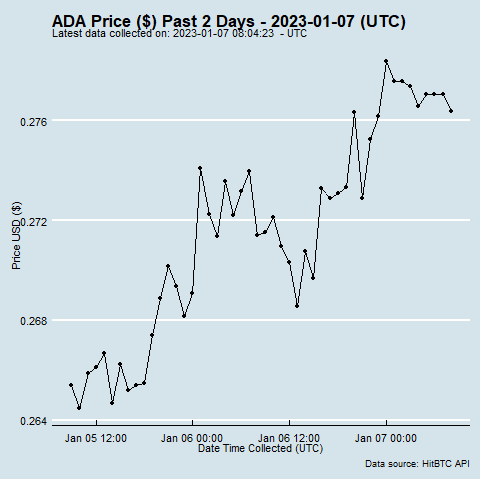 ADA Price ($) Past 2 Days - 2023-01-07 (UTC)
Latest data collected on: 2023-01-07 08:04:23 - UTC
Price USD ($)
0.276
0.272
0.268
0.264
Jan 05 12:00 Jan 06 00:00 Jan 06 12:00 Jan 07 00:00
Date Time Collected (UTC)
Data source: HitBTC API